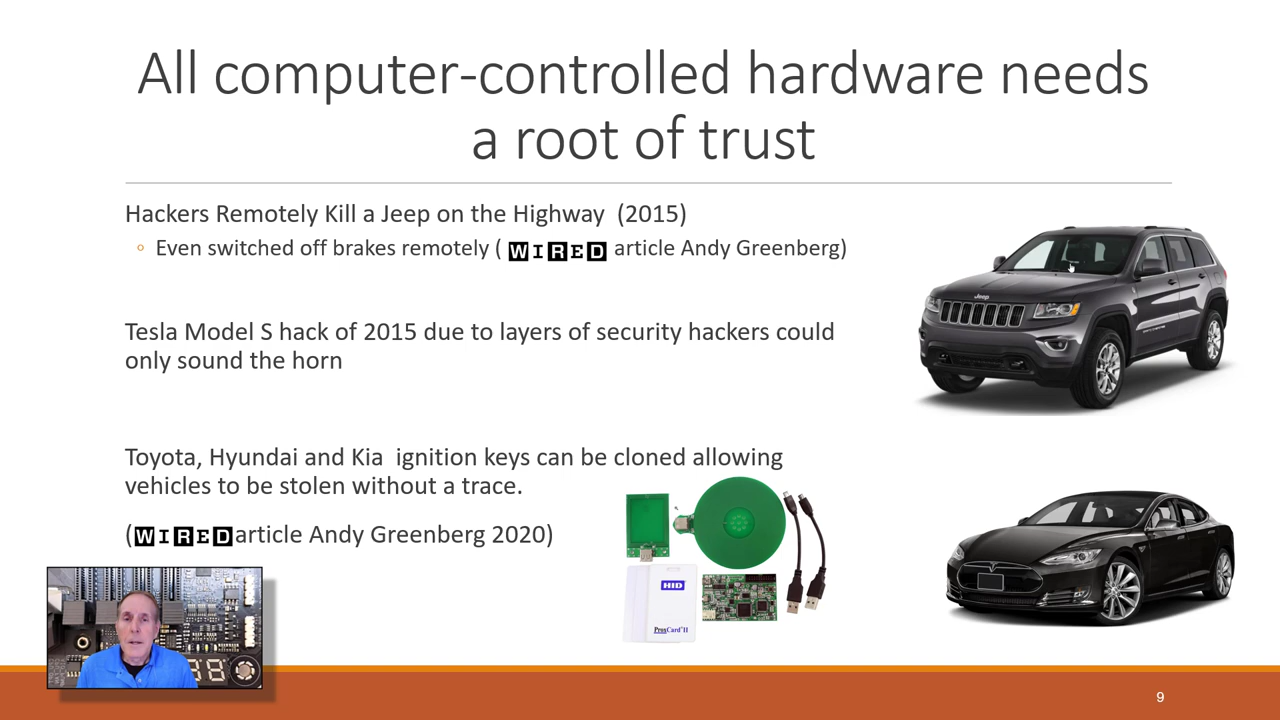 All computer-controlled hardware needs
a root of trust
Hackers Remotely Kill a Jeep on the Highway (2015)
Even switched off brakes remotely ( WIRED article Andy Greenberg)
Tesla Model S hack of 2015 due to layers of security hackers could
only sound the horn
Toyota, Hyundai and Kia ignition keys can be cloned allowing
vehicles to be stolen without a trace.
(WIRED article Andy Greenberg 2020)
Jeep
HID
ProxCard II
9